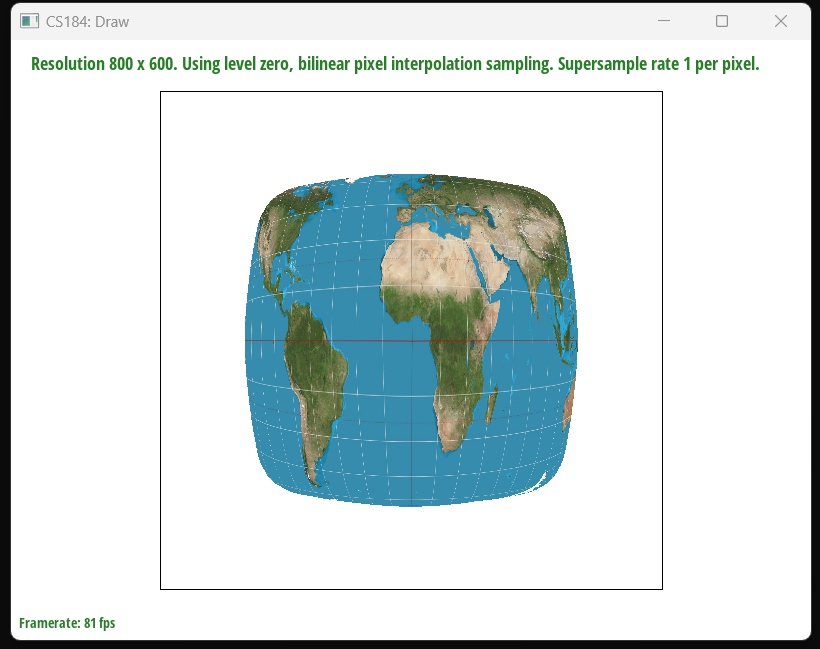 CS184: Draw
Resolution 800 x 600. Using level zero, bilinear pixel interpolation sampling. Supersample rate 1 per pixel.
Framerate: 81 fps